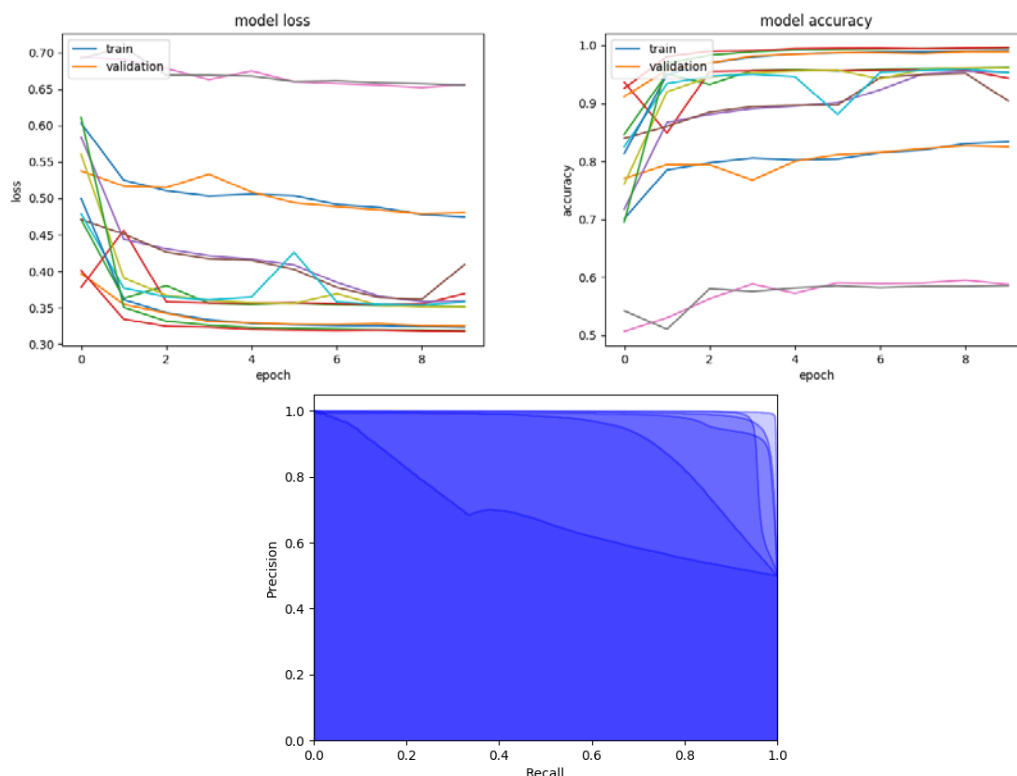 model loss
train
validation
0.70
0.65
0.60
0.55
0.50
0.45
0.40
0.35
0.30
loss
0 2 4 6 8
epoch
model accuracy
train
validation
1.0
0.9
0.8
0.7
0.6
0.5
accuracy
0 2 4 6 8
epoch
1.0
0.8
0.6
0.4
0.2
0.0
Precision
0.0 0.2 0.4 0.6 0.8 1.0
Recall